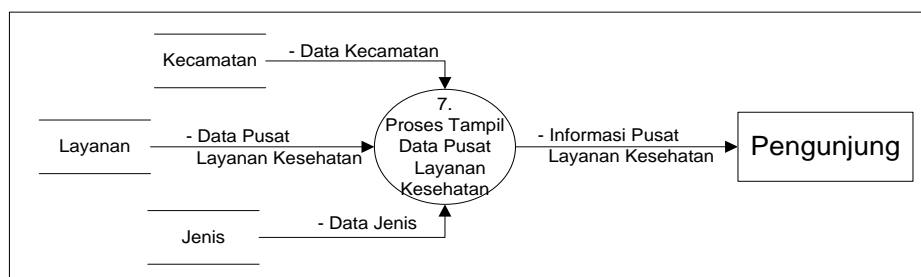 Kecamatan
- Data Kecamatan
Layanan
- Data Pusat
Layanan Kesehatan
7.
Proses Tampil
Data Pusat
Layanan
Kesehatan
- Informasi Pusat
Layanan Kesehatan
Pengunjung
Jenis
- Data Jenis